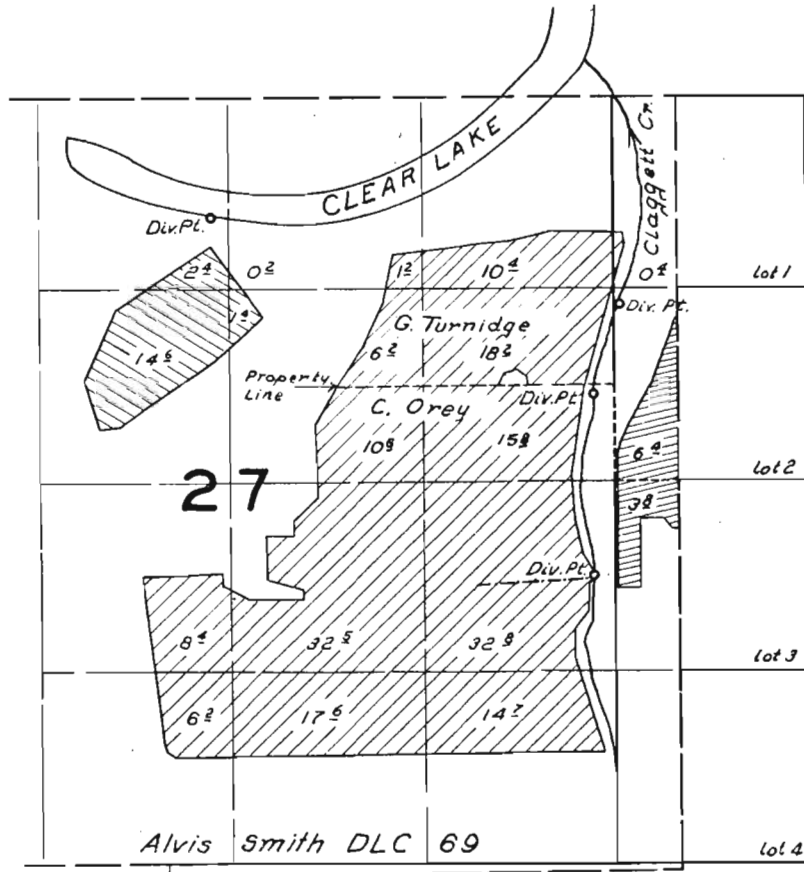 CLEAR LAKE
Claggett Cr.
Div. Pt.
2 4
0 2
1 2
10 4
0 4
lot 1
Div. Pt.
1 4
G. Turnidge
14 6
6 2
18 2
Property
Line
Div. Pt.
C. Orey
10 8
15 8
6 4
lot 2
27
3 8
Div. Pt.
8 4
32 5
32 8
lot 3
6 2
17 6
14 7
Alvis Smith DLC 69
lot 4